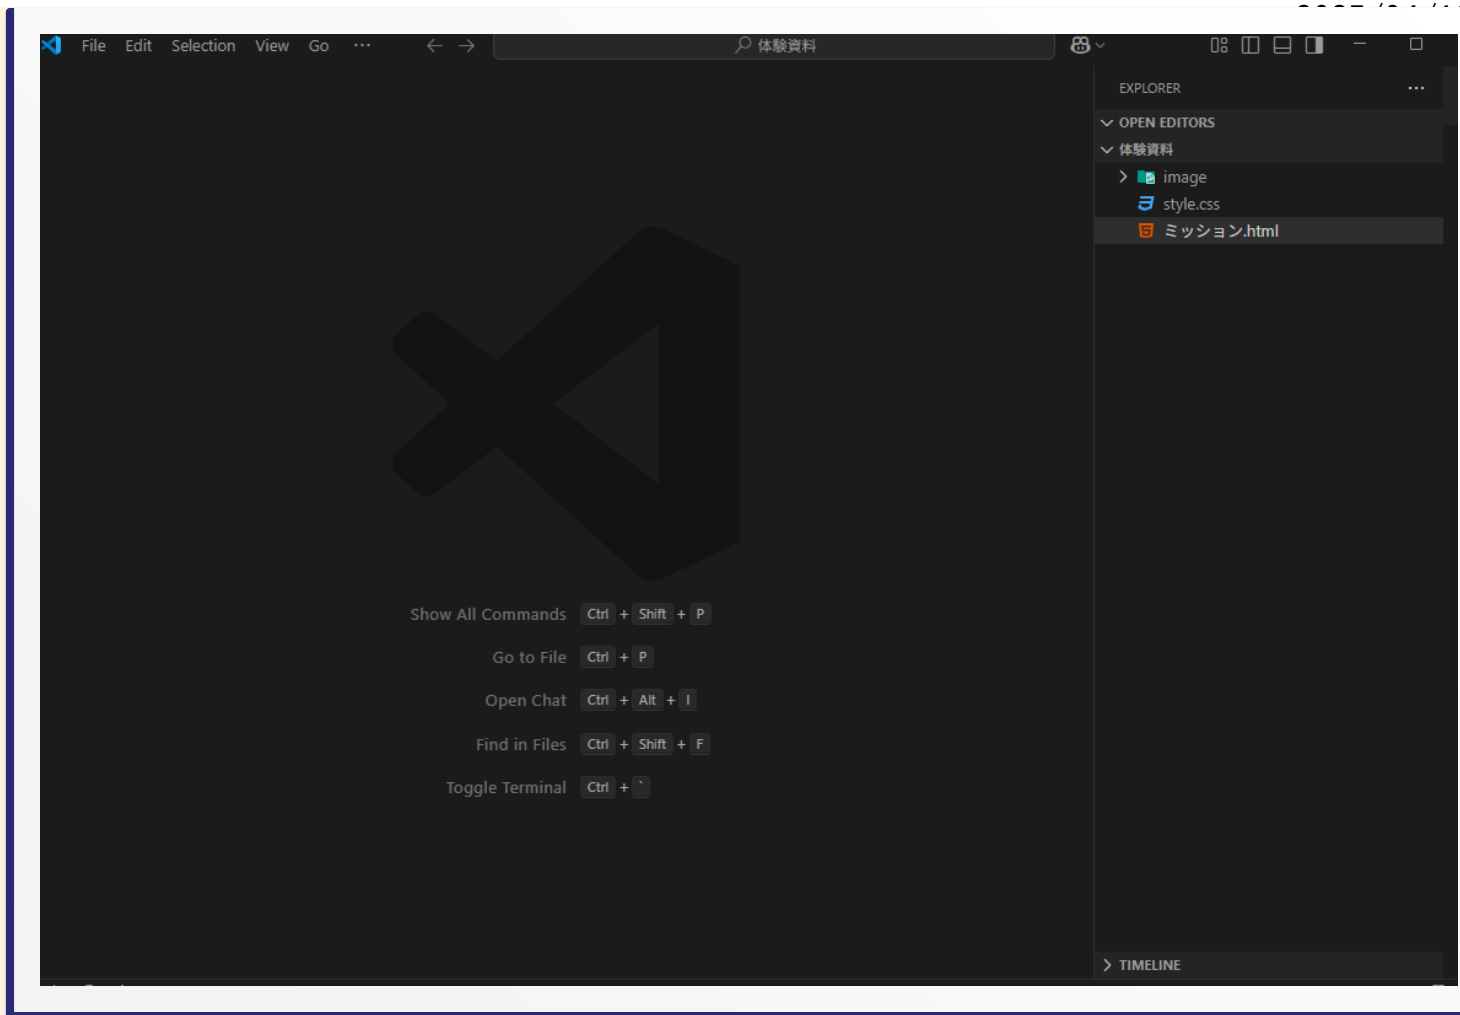 File Edit Selection View Go ··· ← → 体験資料
EXPLORER ···
OPEN EDITORS
体験資料
image
style.css
ミッション.html
Show All Commands Ctrl + Shift + P
Go to File Ctrl + P
Open Chat Ctrl + Alt + I
Find in Files Ctrl + Shift + F
Toggle Terminal Ctrl + `
TIMELINE